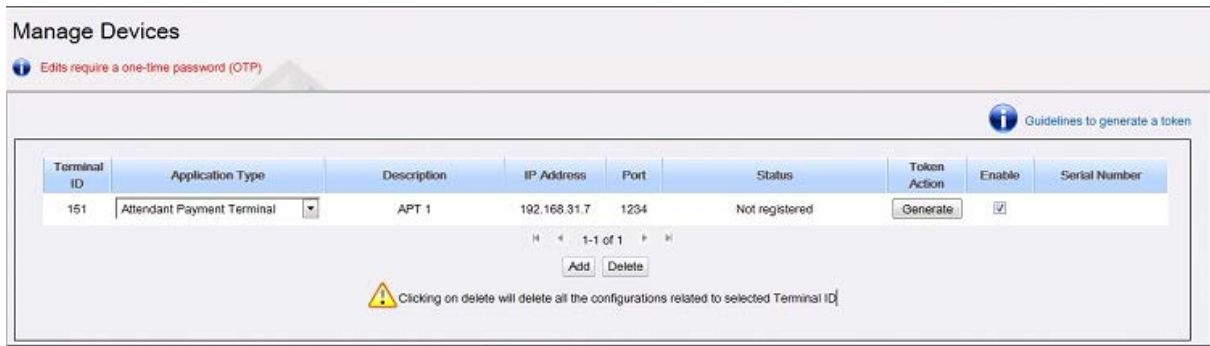 Manage Devices
Edits require a one-time password (OTP)
Guidelines to generate a token
Terminal ID Application Type Description IP Address Port Status Token Action Enable Serial Number
151 Attendant Payment Terminal APT 1 192.168.31.7 1234 Not registered Generate
1-1 of 1
Add Delete
Clicking on delete will delete all the configurations related to selected Terminal ID